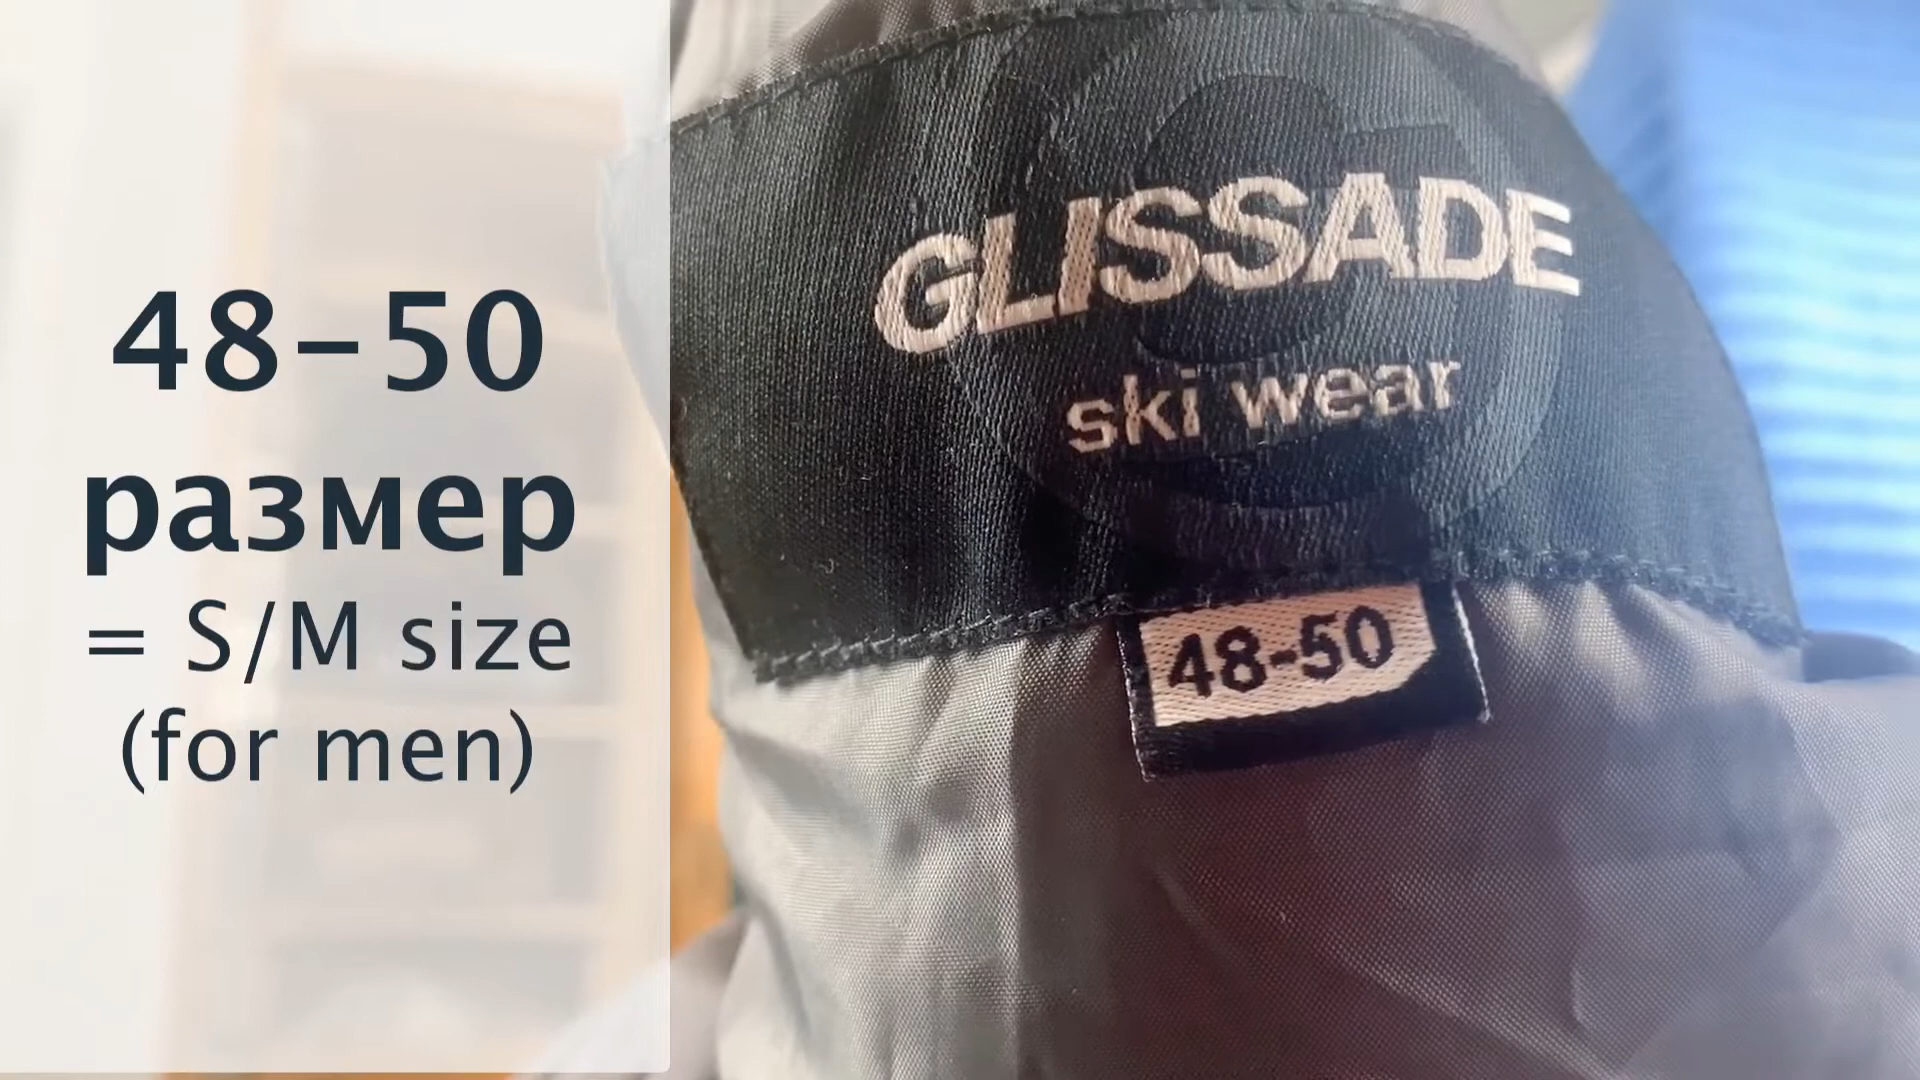 48-50
размер
= S/M size
(for men)
GLISSADE
ski wear
48-50